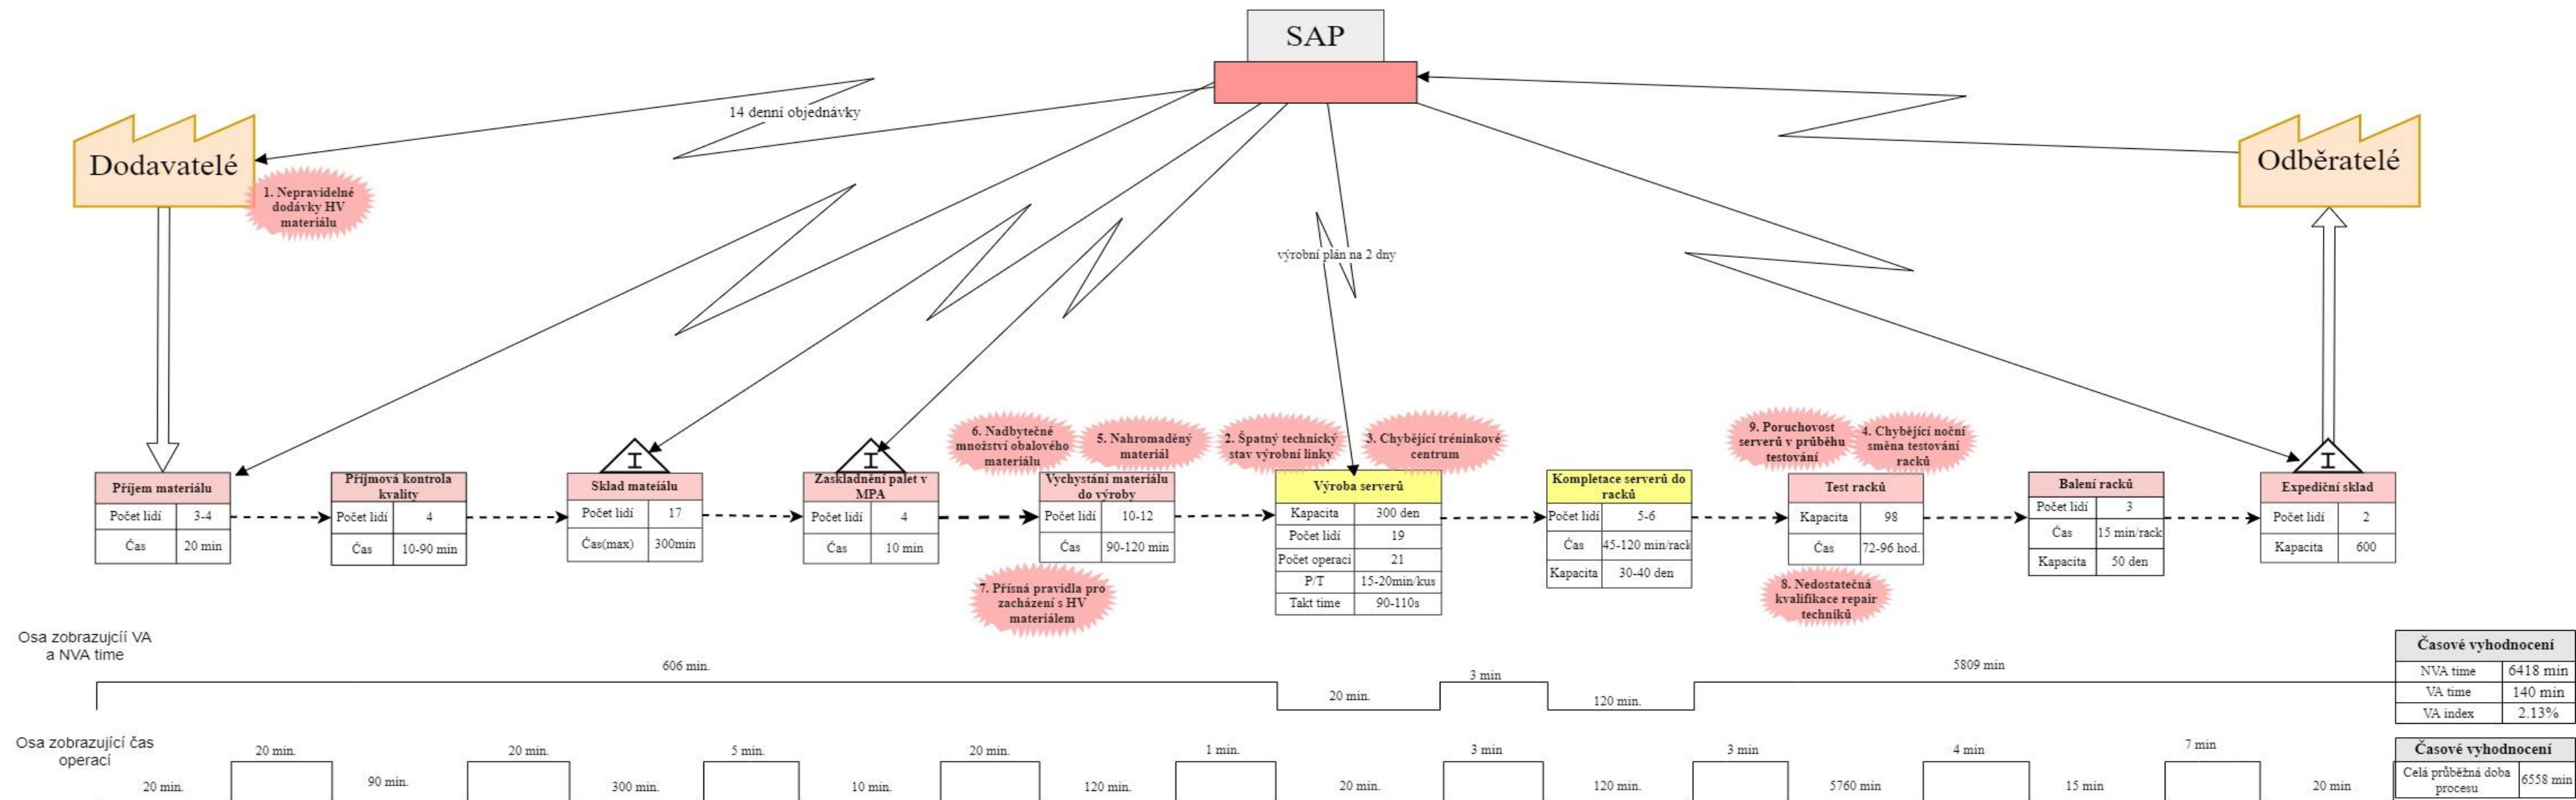 SAP
14 denní objednávky
Dodavatelé
Odběratelé
1. Nepravidelné
dodávky HV
materiálu
výrobní plán na 2 dny
6. Nadbytečné
množství obalového
materiálu
5. Nahromaděný
materiál
2. Špatný technický
stav výrobní linky
3. Chybějící tréninkové
centrum
9. Poruchovost
serverů v průběhu
testování
4. Chybějící noční
směna testování
racků
Příjem materiálu
Počet lidí 3-4
Čas 20 min
Příjmová kontrola
kvality
Počet lidí 4
Čas 10-90 min
I
Sklad mateiálu
Počet lidí 17
Čas(max) 300min
I
Zaskladnění palet v
MPA
Počet lidí 4
Čas 10 min
Vychystání materiálu
do výroby
Počet lidí 10-12
Čas 90-120 min
7. Přísná pravidla pro
zacházení s HV
materiálem
Výroba serverů
Kapacita 300 den
Počet lidí 19
Počet operací 21
P/T 15-20min/kus
Takt time 90-110s
Kompletace serverů do
racků
Počet lidí 5-6
Čas 45-120 min/rack
Kapacita 30-40 den
Test racků
Kapacita 98
Čas 72-96 hod.
8. Nedostatečná
kvalifikace repair
techniků
Balení racků
Počet lidí 3
Čas 15 min/rack
Kapacita 50 den
I
Expediční sklad
Počet lidí 2
Kapacita 600
Osa zobrazujcíí VA
a NVA time
606 min.
20 min.
3 min
120 min.
5809 min
Časové vyhodnocení
NVA time 6418 min
VA time 140 min
VA index 2.13%
Osa zobrazující čas
operací
20 min.
20 min.
90 min.
20 min.
300 min.
5 min.
10 min.
20 min.
120 min.
1 min.
20 min.
3 min
120 min.
3 min
5760 min
4 min
15 min
7 min
20 min
Časové vyhodnocení
Celá průběžná doba
procesu
6558 min